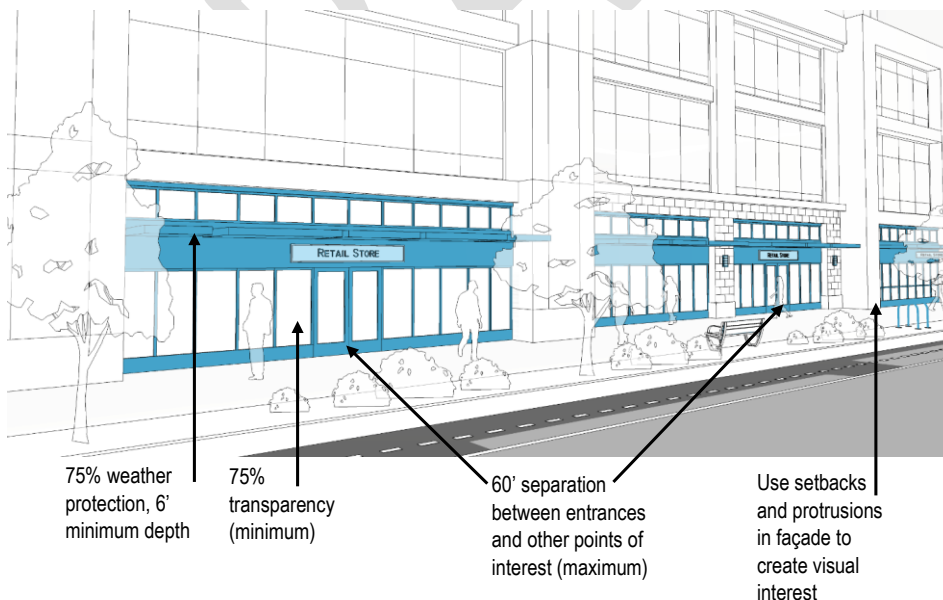 RETAIL STORE
RETAIL STORE
75% weather
protection, 6’
minimum depth
75%
transparency
(minimum)
60’ separation
between entrances
and other points of
interest (maximum)
Use setbacks
and protrusions
in façade to
create visual
interest